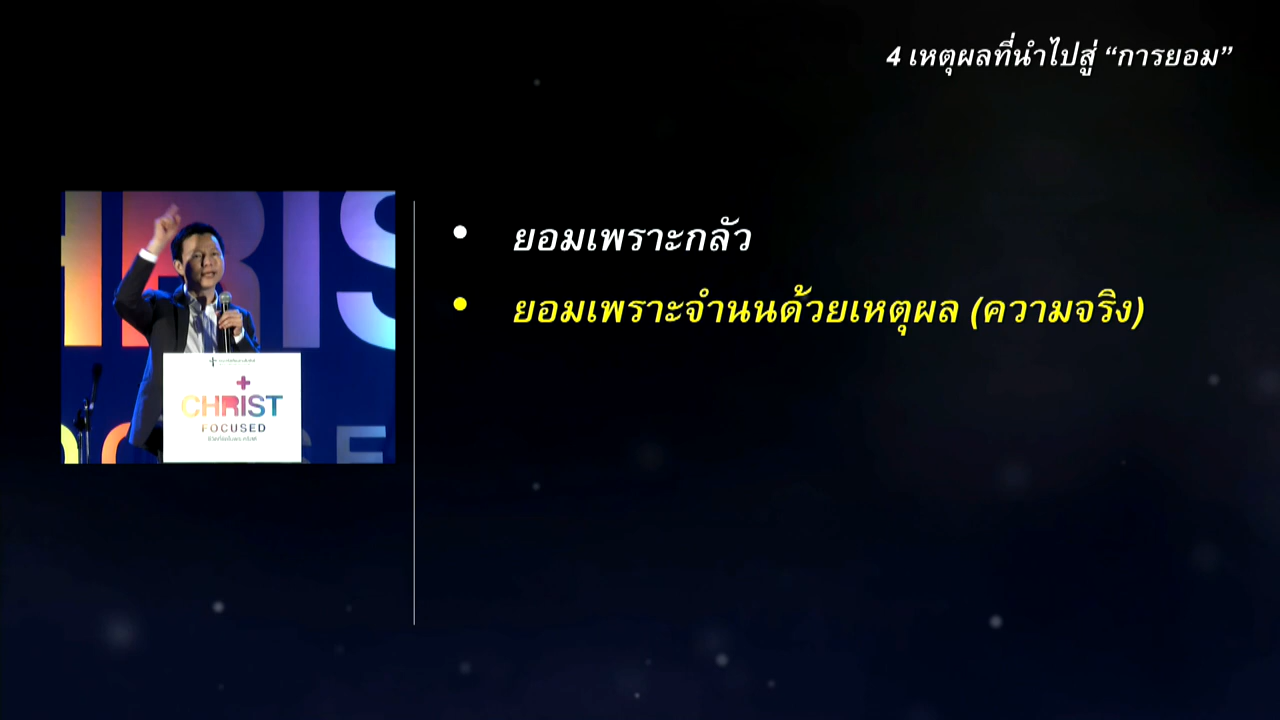 4 เหตุผลที่นำไปสู่ “การยอม”
• ยอมเพราะกลัว
• ยอมเพราะจำนนด้วยเหตุผล (ความจริง)
HRIS
CHRIST
FOCUSED